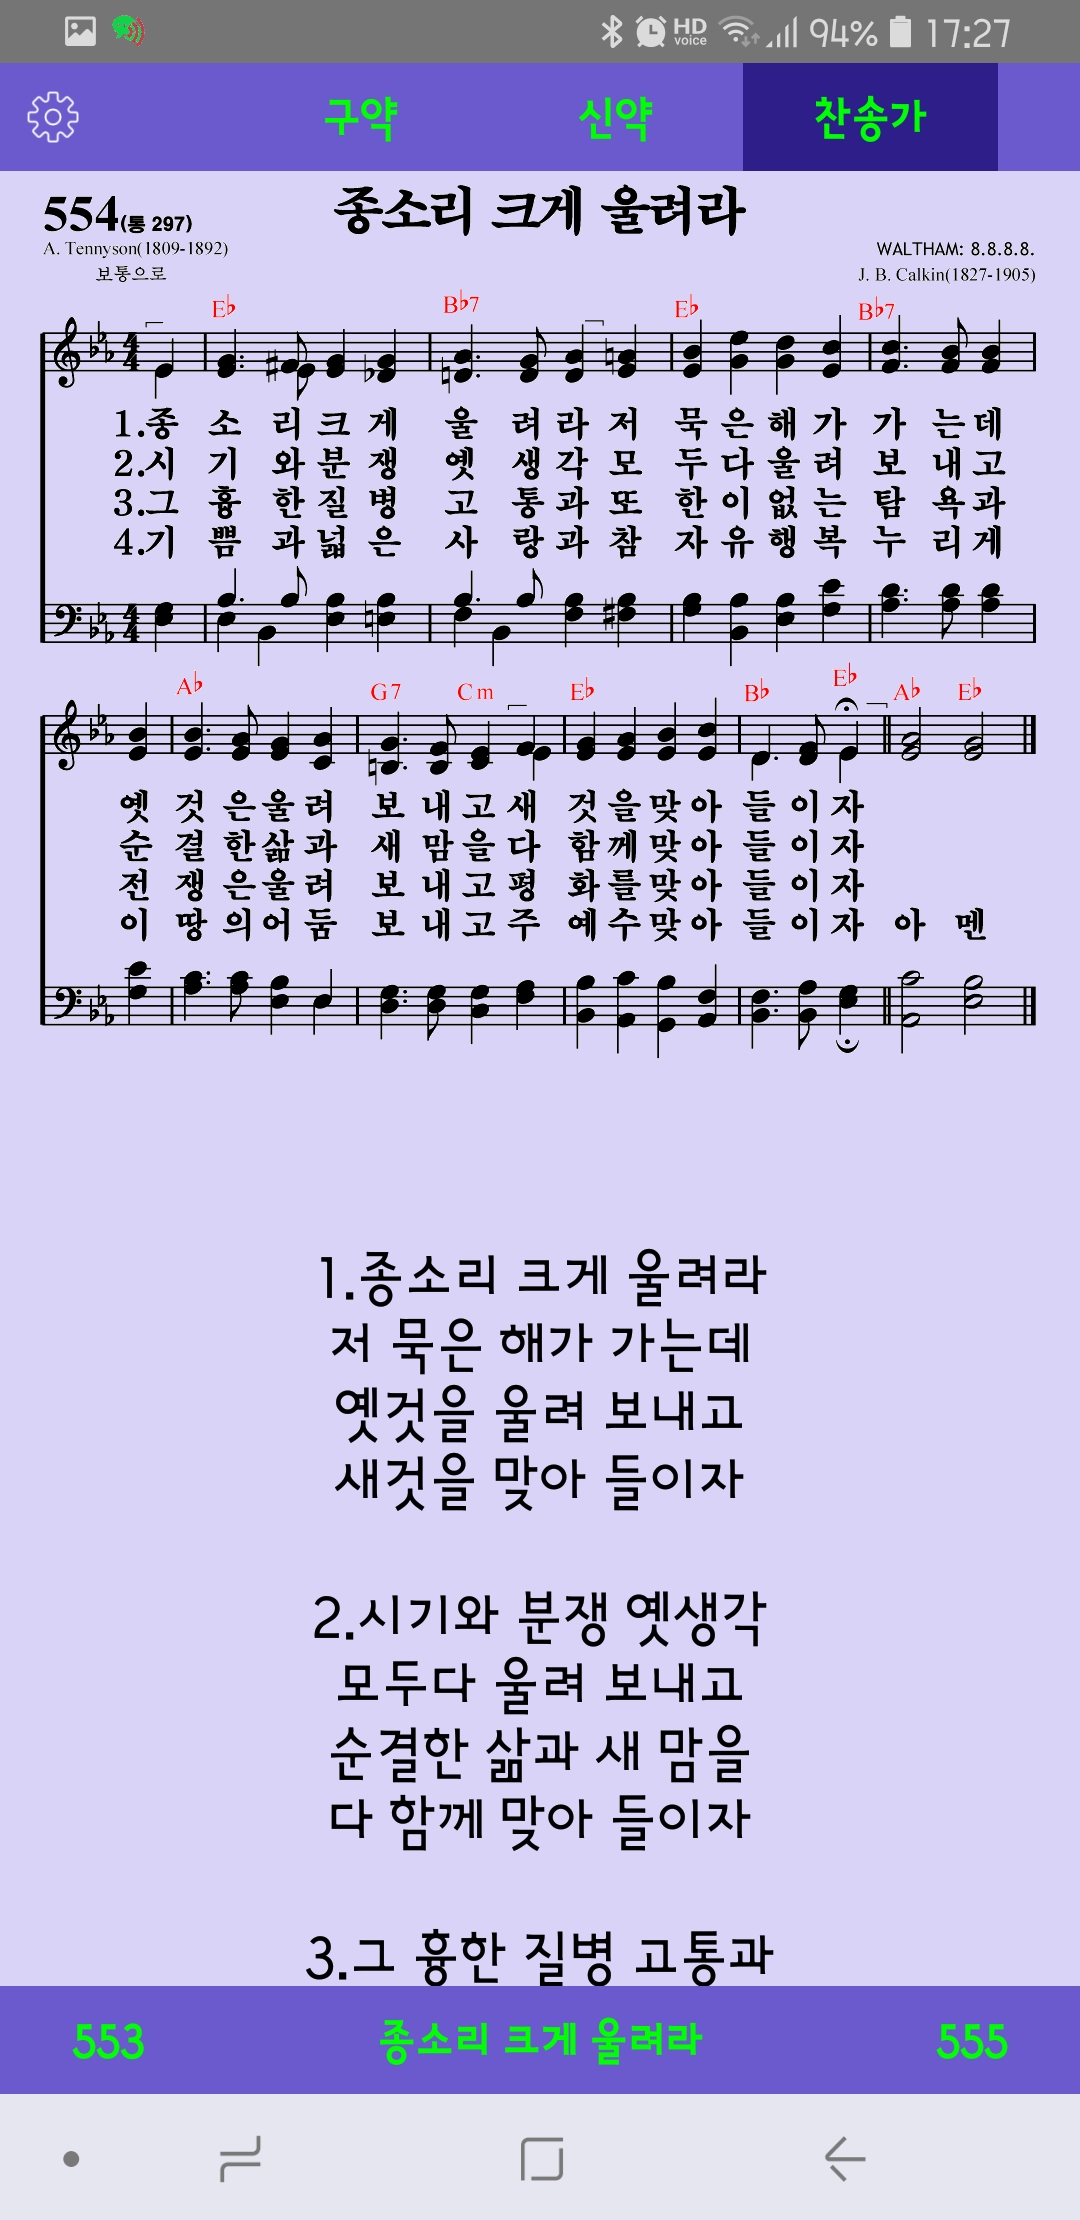 HD voice 94% 17:27
구약 신약 찬송가
554(통 297) 종소리 크게 울려라
A. Tennyson(1809-1892) WALTHAM: 8.8.8.8.
보통으로 J. B. Calkin(1827-1905)
E♭ B♭7 E♭ B♭7
1.종 소 리 크 게 울 려 라 저 묵 은 해 가 가 는 데
2.시 기 와 분 쟁 옛 생 각 모 두 다 울 려 보 내 고
3.그 흉 한 질 병 고 통 과 또 한 이 없 는 탐 욕 과
4.기 쁨 과 넓 은 사 랑 과 참 자 유 행 복 누 리 게
A♭ G7 Cm E♭ B♭ E♭ A♭ E♭
옛 것 은 울 려 보 내 고 새 것 을 맞 아 들 이 자
순 결 한 삶 과 새 맘 을 다 함 께 맞 아 들 이 자
전 쟁 은 울 려 보 내 고 평 화 를 맞 아 들 이 자
이 땅 의 어 둠 보 내 고 주 예 수 맞 아 들 이 자 아 멘
1.종소리 크게 울려라
저 묵은 해가 가는데
옛것을 울려 보내고
새것을 맞아 들이자
2.시기와 분쟁 옛생각
모두다 울려 보내고
순결한 삶과 새 맘을
다 함께 맞아 들이자
3.그 흉한 질병 고통과
553 종소리 크게 울려라 555